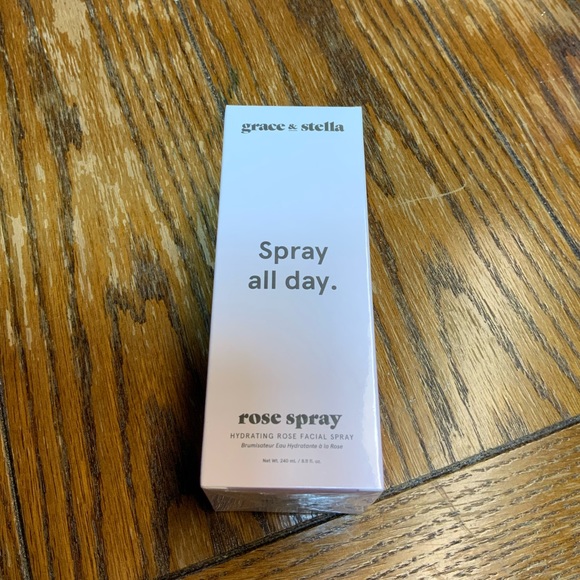 grace & stella
Spray
all day.
rose spray
HYDRATING ROSE FACIAL SPRAY
Brumisateur Eau Hydratante à la Rose
Net Wt. 240 mL / 8.0 fl. oz.